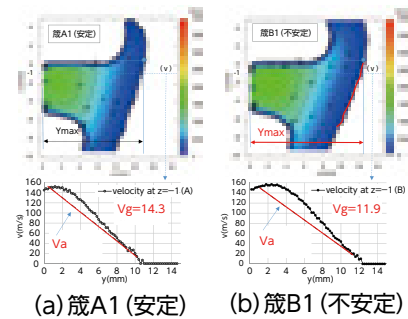 筬A1(安定)
-1
(v)
Ymax
160
140
120
100
80
60
40
20
0
v(m/s)
velocity at z=−1(A)
Vg=14.3
Va
0 2 4 6 8 10 12 14
y(mm)
(a)筬A1(安定)
筬B1(不安定)
-1
(v)
Ymax
160
140
120
100
80
60
40
20
0
v(m/s)
velocity at z=−1(B)
Vg=11.9
Va
0 2 4 6 8 10 12 14
y(mm)
(b)筬B1(不安定)